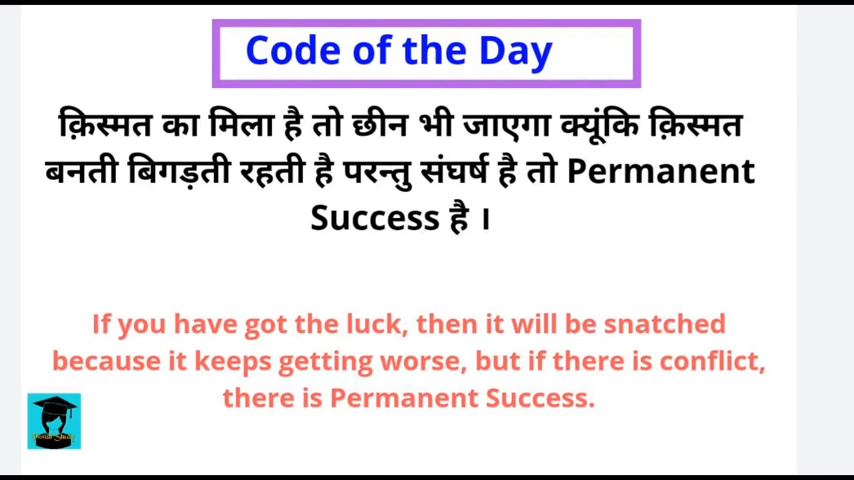 Code of the Day
क़िस्मत का मिला है तो छीन भी जाएगा क्यूंकि क़िस्मत
बनती बिगड़ती रहती है परन्तु संघर्ष है तो Permanent
Success है ।
If you have got the luck, then it will be snatched
because it keeps getting worse, but if there is conflict,
there is Permanent Success.